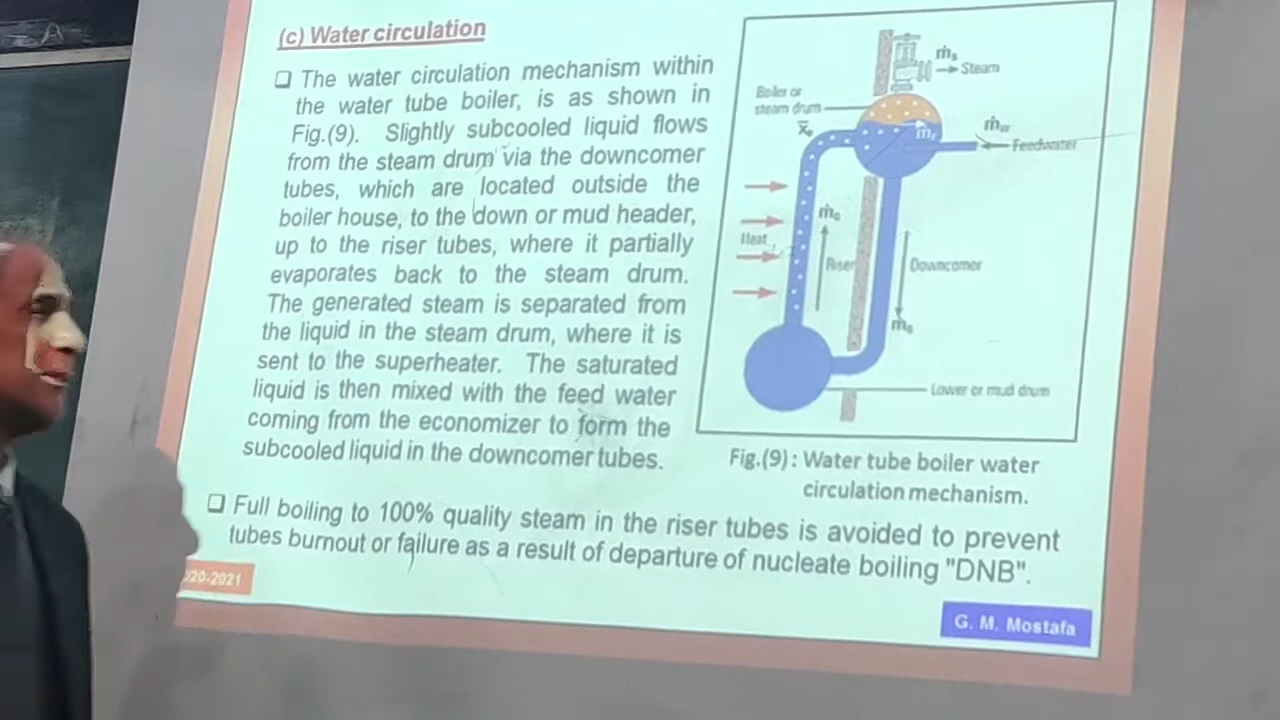 (c) Water circulation
❑ The water circulation mechanism within
the water tube boiler, is as shown in
Fig.(9). Slightly subcooled liquid flows
from the steam drum via the downcomer
tubes, which are located outside the
boiler house, to the down or mud header,
up to the riser tubes, where it partially
evaporates back to the steam drum.
The generated steam is separated from
the liquid in the steam drum, where it is
sent to the superheater. The saturated
liquid is then mixed with the feed water
coming from the economizer to form the
subcooled liquid in the downcomer tubes.
ṁs
Steam
Boiler or
steam drum
Feedwater
Heat
Riser
Downcomer
Lower or mud drum
Fig.(9) : Water tube boiler water
circulation mechanism.
❑ Full boiling to 100% quality steam in the riser tubes is avoided to prevent
tubes burnout or failure as a result of departure of nucleate boiling "DNB".
20-2021
G. M. Mostafa